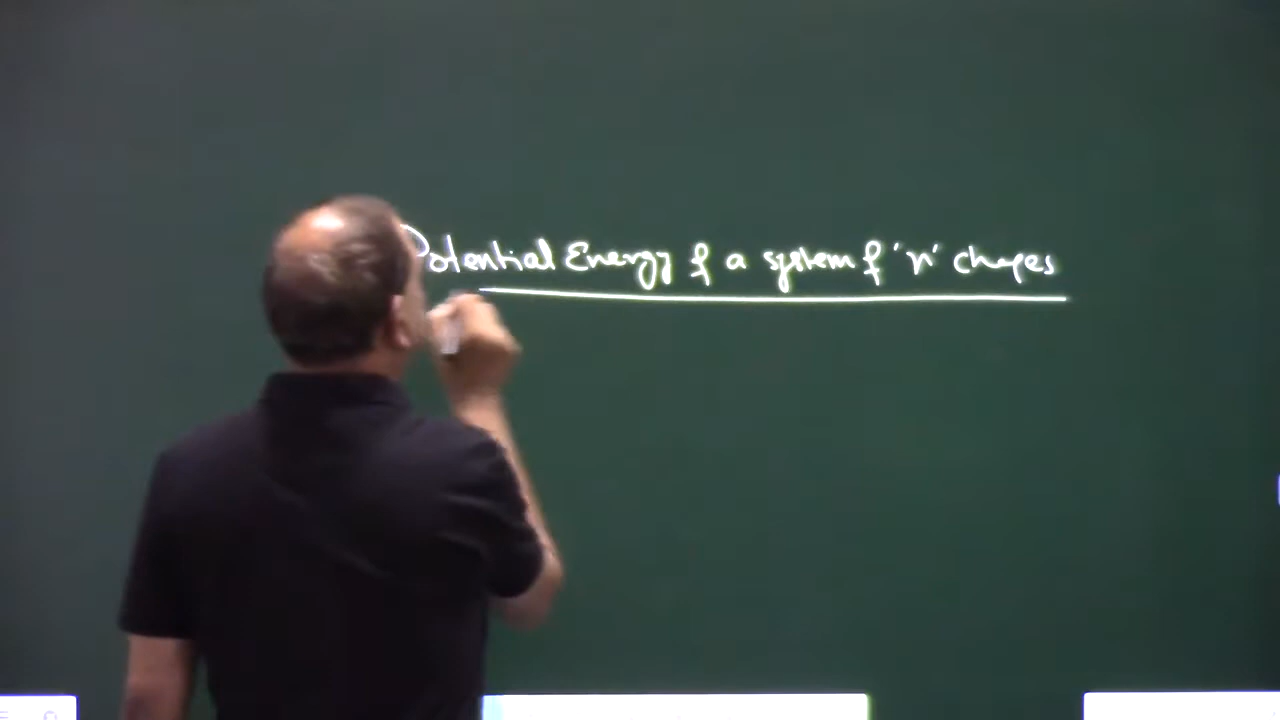 Potential Energy of a system of 'n' charges